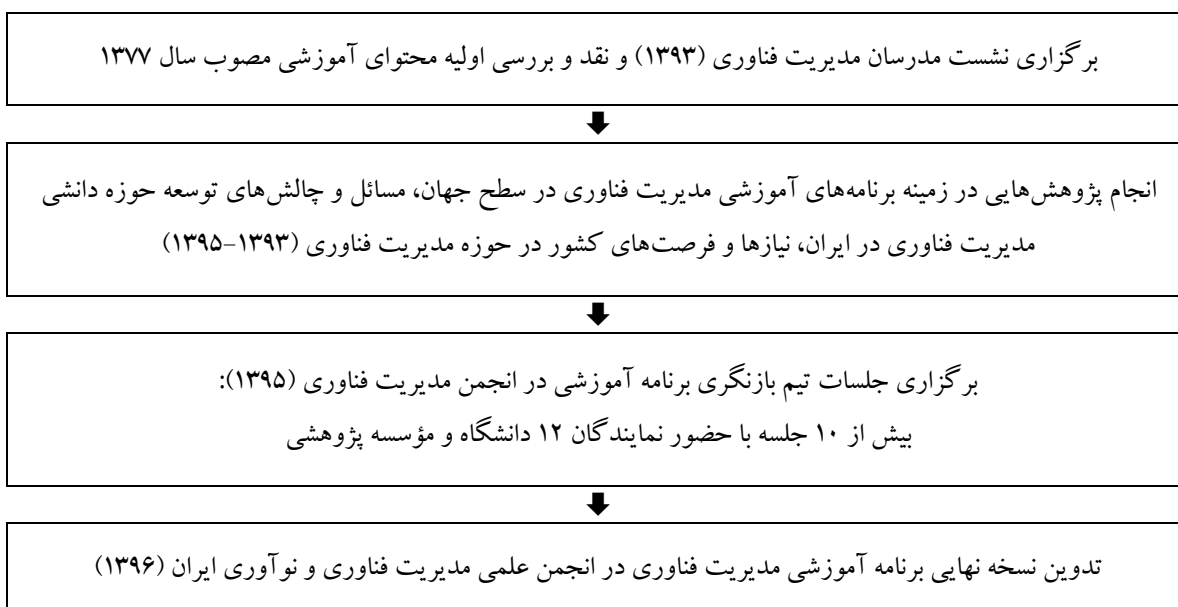 برگزاری نشست مدرسان مدیریت فناوری (۱۳۹۳) و نقد و بررسی اولیه محتوای آموزشی مصوب سال ۱۳۷۷
انجام پژوهش‌هایی در زمینه برنامه‌های آموزشی مدیریت فناوری در سطح جهان، مسائل و چالش‌های توسعه حوزه دانشی
مدیریت فناوری در ایران، نیازها و فرصت‌های کشور در حوزه مدیریت فناوری (۱۳۹۳-۱۳۹۵)
برگزاری جلسات تیم بازنگری برنامه آموزشی در انجمن مدیریت فناوری (۱۳۹۵):
بیش از ۱۰ جلسه با حضور نمایندگان ۱۲ دانشگاه و مؤسسه پژوهشی
تدوین نسخه نهایی برنامه آموزشی مدیریت فناوری در انجمن علمی مدیریت فناوری و نوآوری ایران (۱۳۹۶)